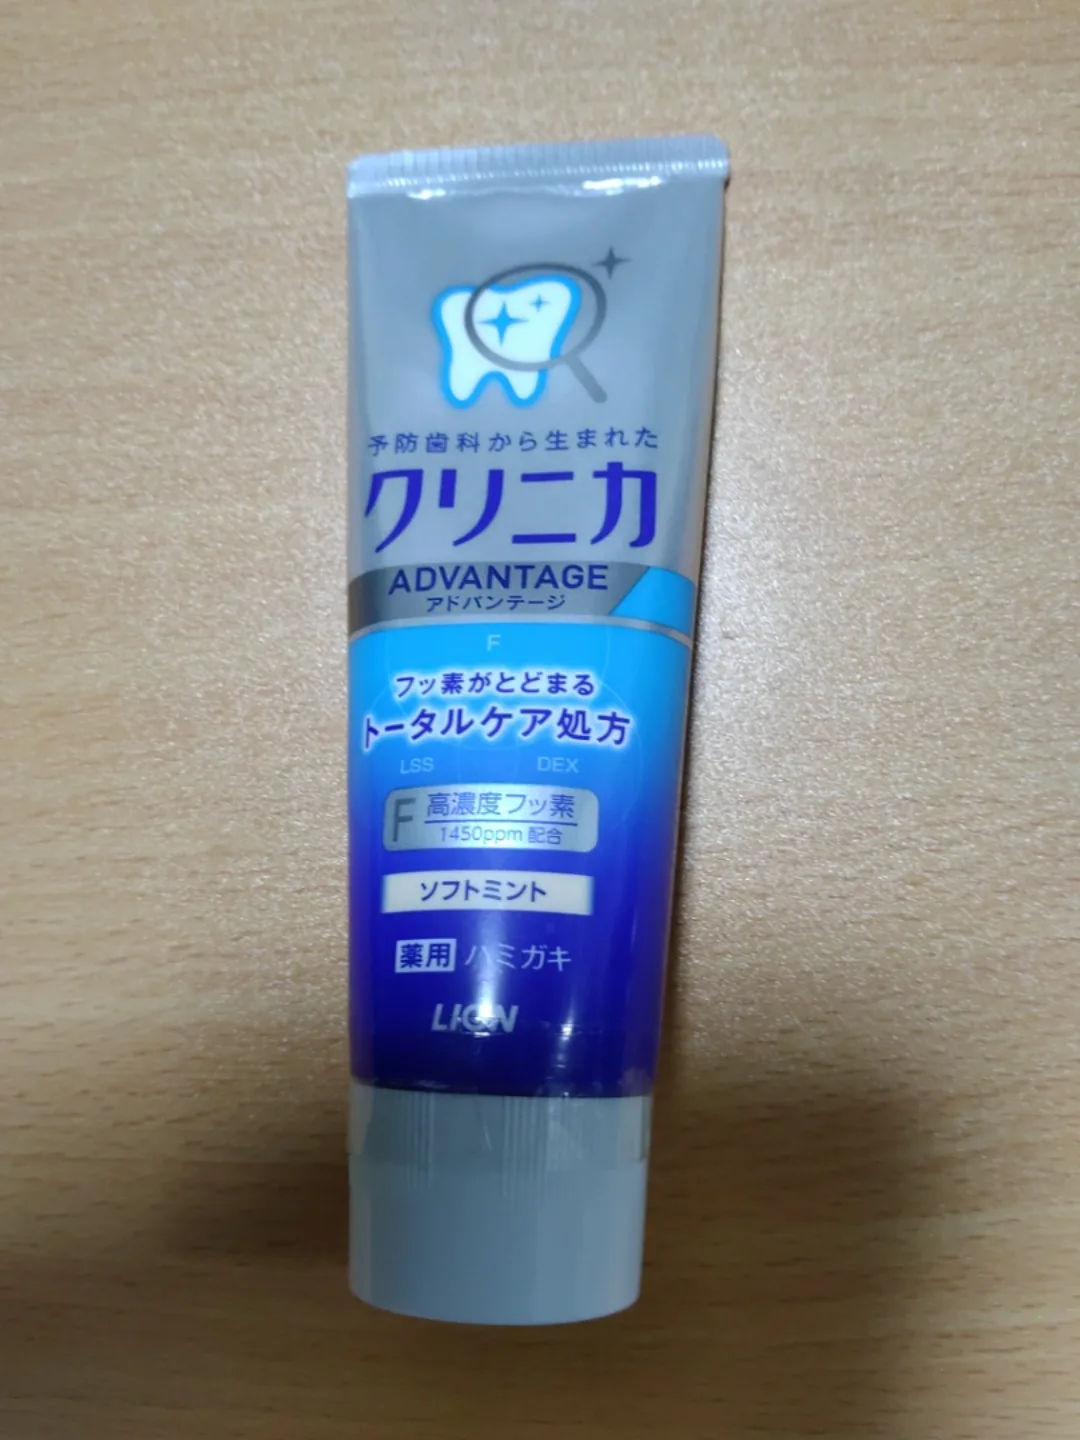 予防歯科から生まれた
クリニカ
ADVANTAGE
アドバンテージ
F
フッ素がとどまる
トータルケア処方
LSS DEX
F 高濃度フッ素
1450ppm 配合
ソフトミント
薬用 ハミガキ
LION